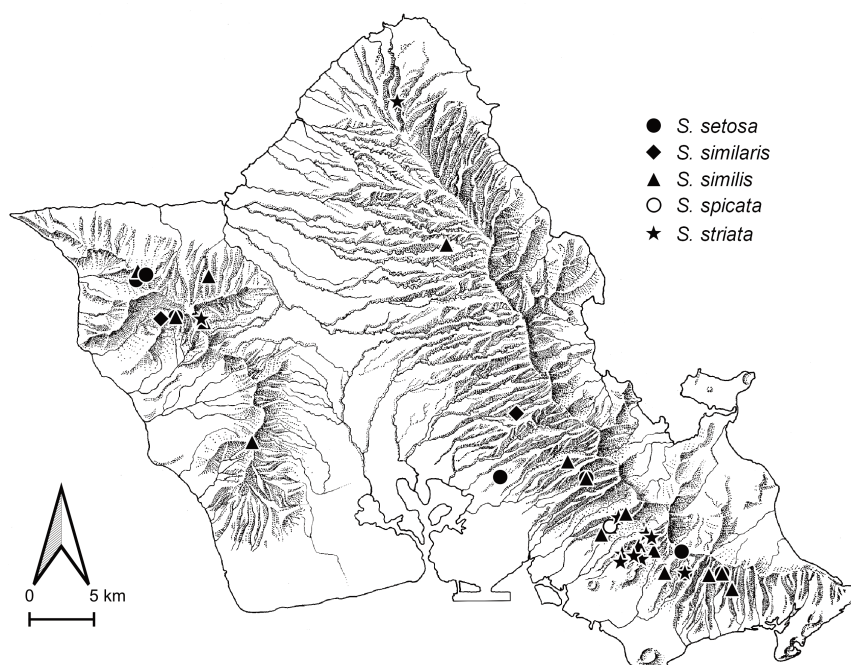 S. setosa
S. similaris
S. similis
S. spicata
S. striata
0 5 km